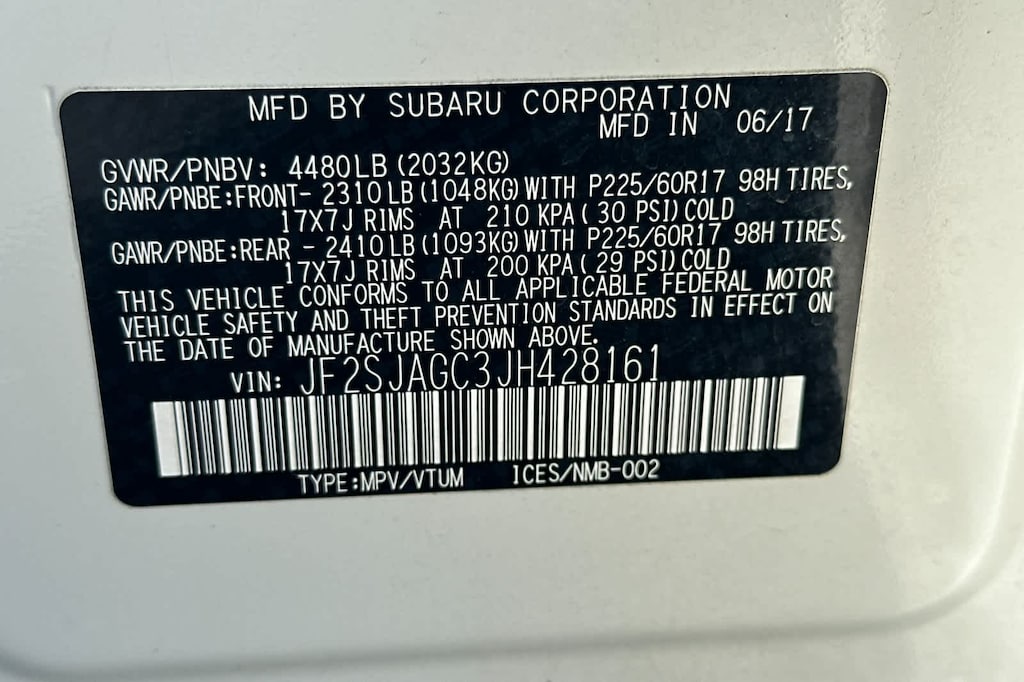 MFD BY SUBARU CORPORATION
MFD IN 06/17
GVWR/PNBV: 4480LB (2032KG)
GAWR/PNBE:FRONT- 2310LB (1048KG) WITH P225/60R17 98H TIRES,
17X7J RIMS AT 210 KPA (30 PSI) COLD
GAWR/PNBE:REAR - 2410LB (1093KG) WITH P225/60R17 98H TIRES,
17X7J RIMS AT 200 KPA (29 PSI) COLD
THIS VEHICLE CONFORMS TO ALL APPLICABLE FEDERAL MOTOR
VEHICLE SAFETY AND THEFT PREVENTION STANDARDS IN EFFECT ON
THE DATE OF MANUFACTURE SHOWN ABOVE.
VIN: JF2SJAGC3JH428161
TYPE:MPV/VTUM ICES/NMB-002